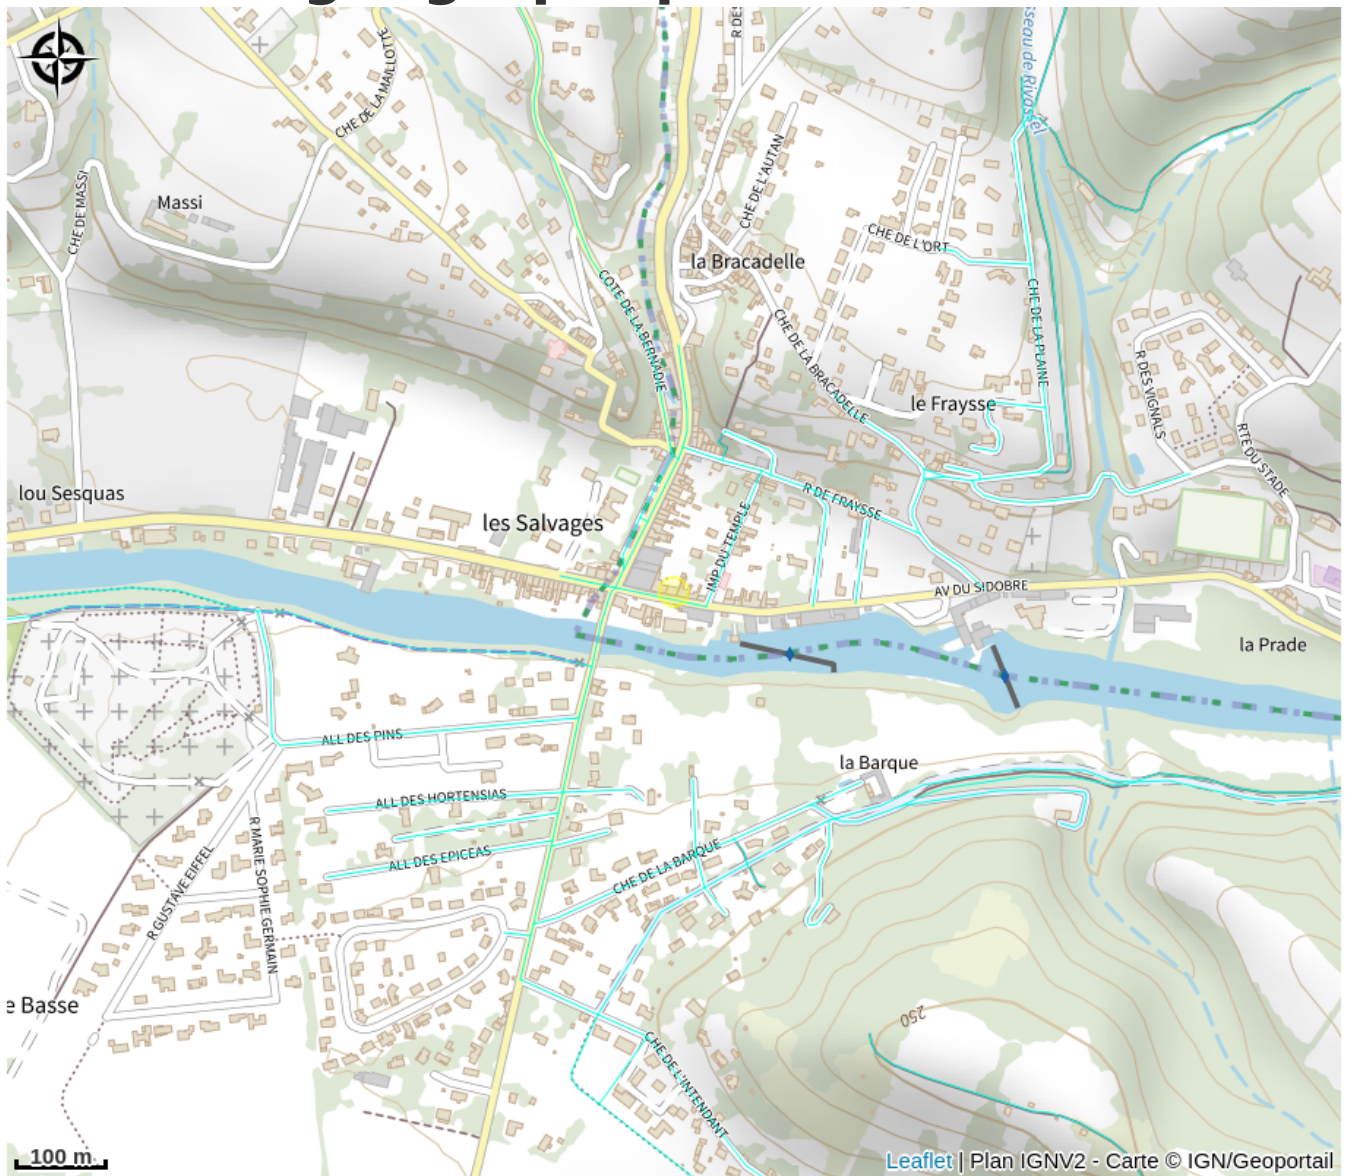 R DES
CHE DE LA MAILLOTTE
sseau de Rivassel
CHE DE L'AUTAN
CHE DE MASSI
Massi
CHE DE L'ORT
la Bracadelle
COTE DE LA BERNADIE
CHE DE LA PLAINE
CHE DE LA BRACADELLE
R DES VIGNALS
le Fraysse
RTE DU STADE
lou Sesquas
R DE FRAYSSE
les Salvages
IMP DU TEMPLE
AV DU SIDOBRE
la Prade
ALL DES PINS
la Barque
ALL DES HORTENSIAS
ALL DES EPICEAS
CHE DE LA BARQUE
R GUSTAVE EIFFEL
R MARIE SOPHIE GERMAIN
e Basse
250
CHE DE L'INTENDANT
100 m
Leaflet | Plan IGNV2 - Carte © IGN/Geoportail